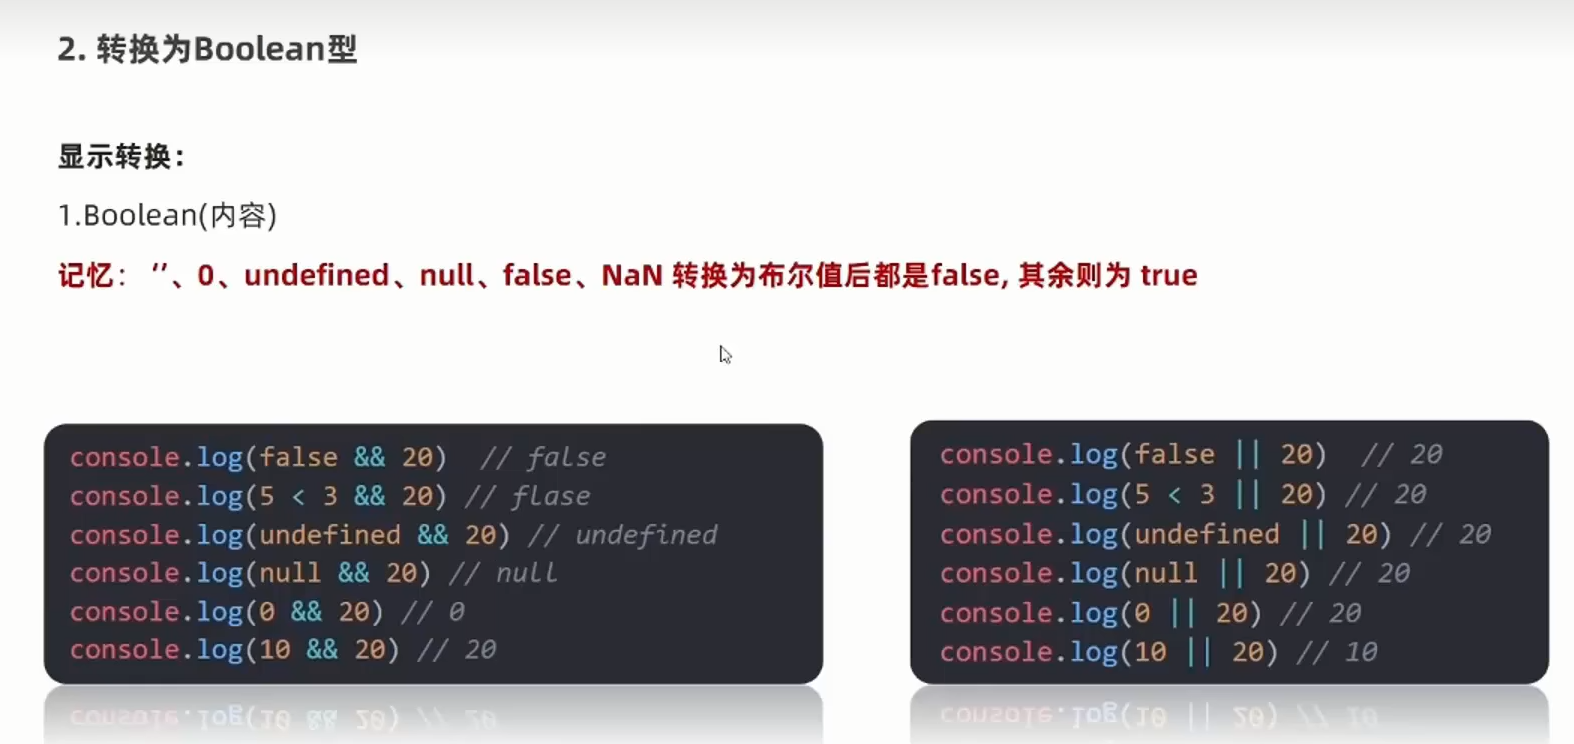 2. 转换为Boolean型
显示转换：
1.Boolean(内容)
记忆：‘’、0、undefined、null、false、NaN 转换为布尔值后都是false, 其余则为 true
console.log(false && 20)  // false
console.log(5 < 3 && 20) // flase
console.log(undefined && 20) // undefined
console.log(null && 20) // null
console.log(0 && 20) // 0
console.log(10 && 20) // 20
console.log(false || 20)  // 20
console.log(5 < 3 || 20) // 20
console.log(undefined || 20) // 20
console.log(null || 20) // 20
console.log(0 || 20) // 20
console.log(10 || 20) // 10